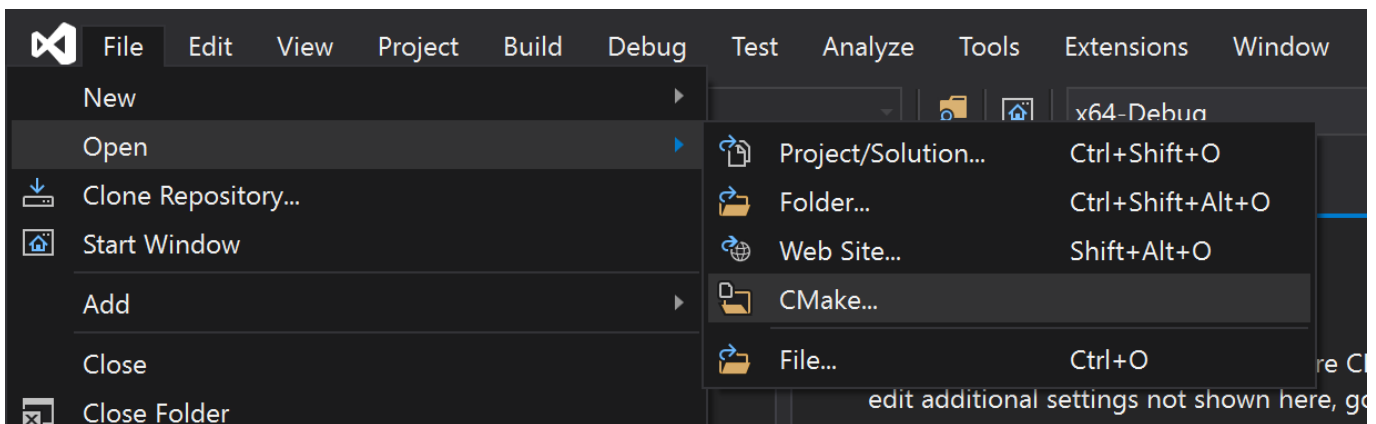 File Edit View Project Build Debug Test Analyze Tools Extensions Window
New
x64-Debug
Open
Project/Solution... Ctrl+Shift+O
Clone Repository...
Folder... Ctrl+Shift+Alt+O
Start Window
Web Site... Shift+Alt+O
Add
CMake...
Close
File... Ctrl+O
Close Folder
edit additional settings not shown here,